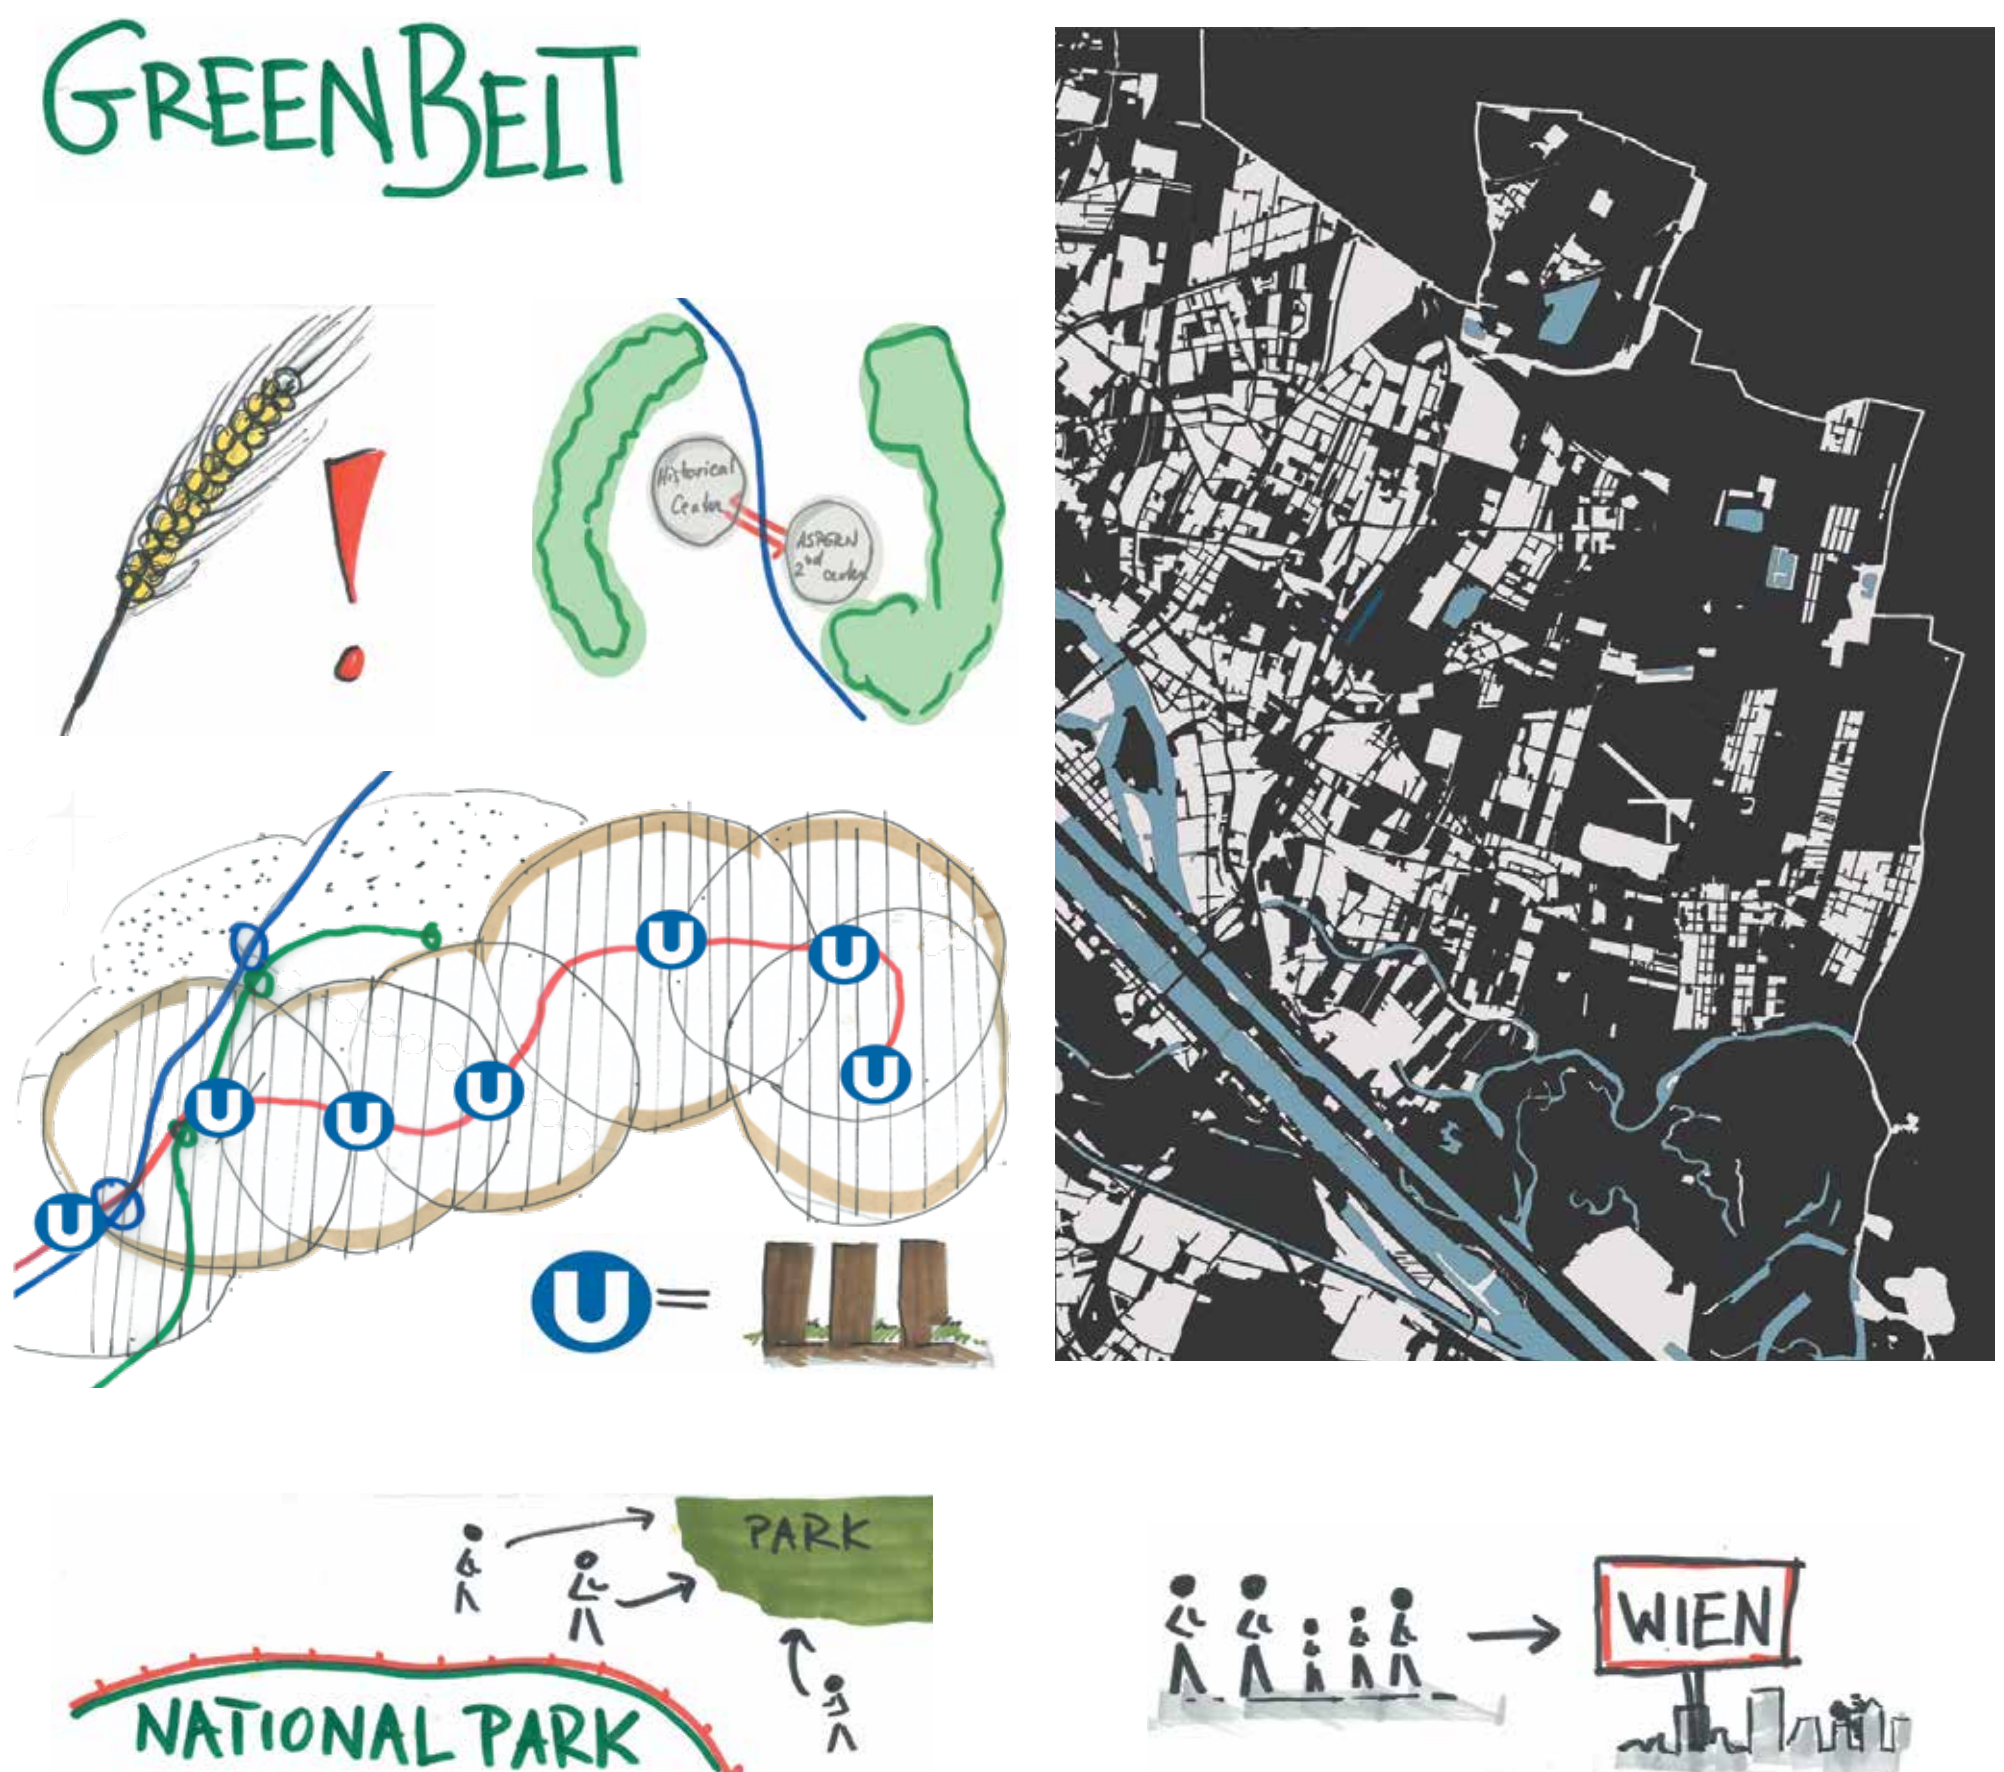 GREENBELT
Historical
Center
ASPERN
2nd center
U
U
U
U
U
U
U
U =
PARK
NATIONAL PARK
WIEN